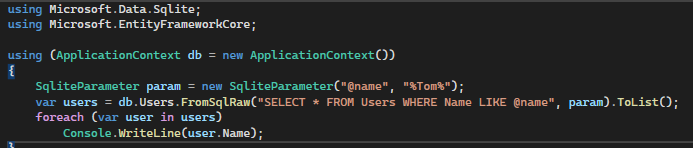 using Microsoft.Data.Sqlite;
using Microsoft.EntityFrameworkCore;
using (ApplicationContext db = new ApplicationContext())
{
SqliteParameter param = new SqliteParameter("@name", "%Tom%");
var users = db.Users.FromSqlRaw("SELECT * FROM Users WHERE Name LIKE @name", param).ToList();
foreach (var user in users)
Console.WriteLine(user.Name);
}